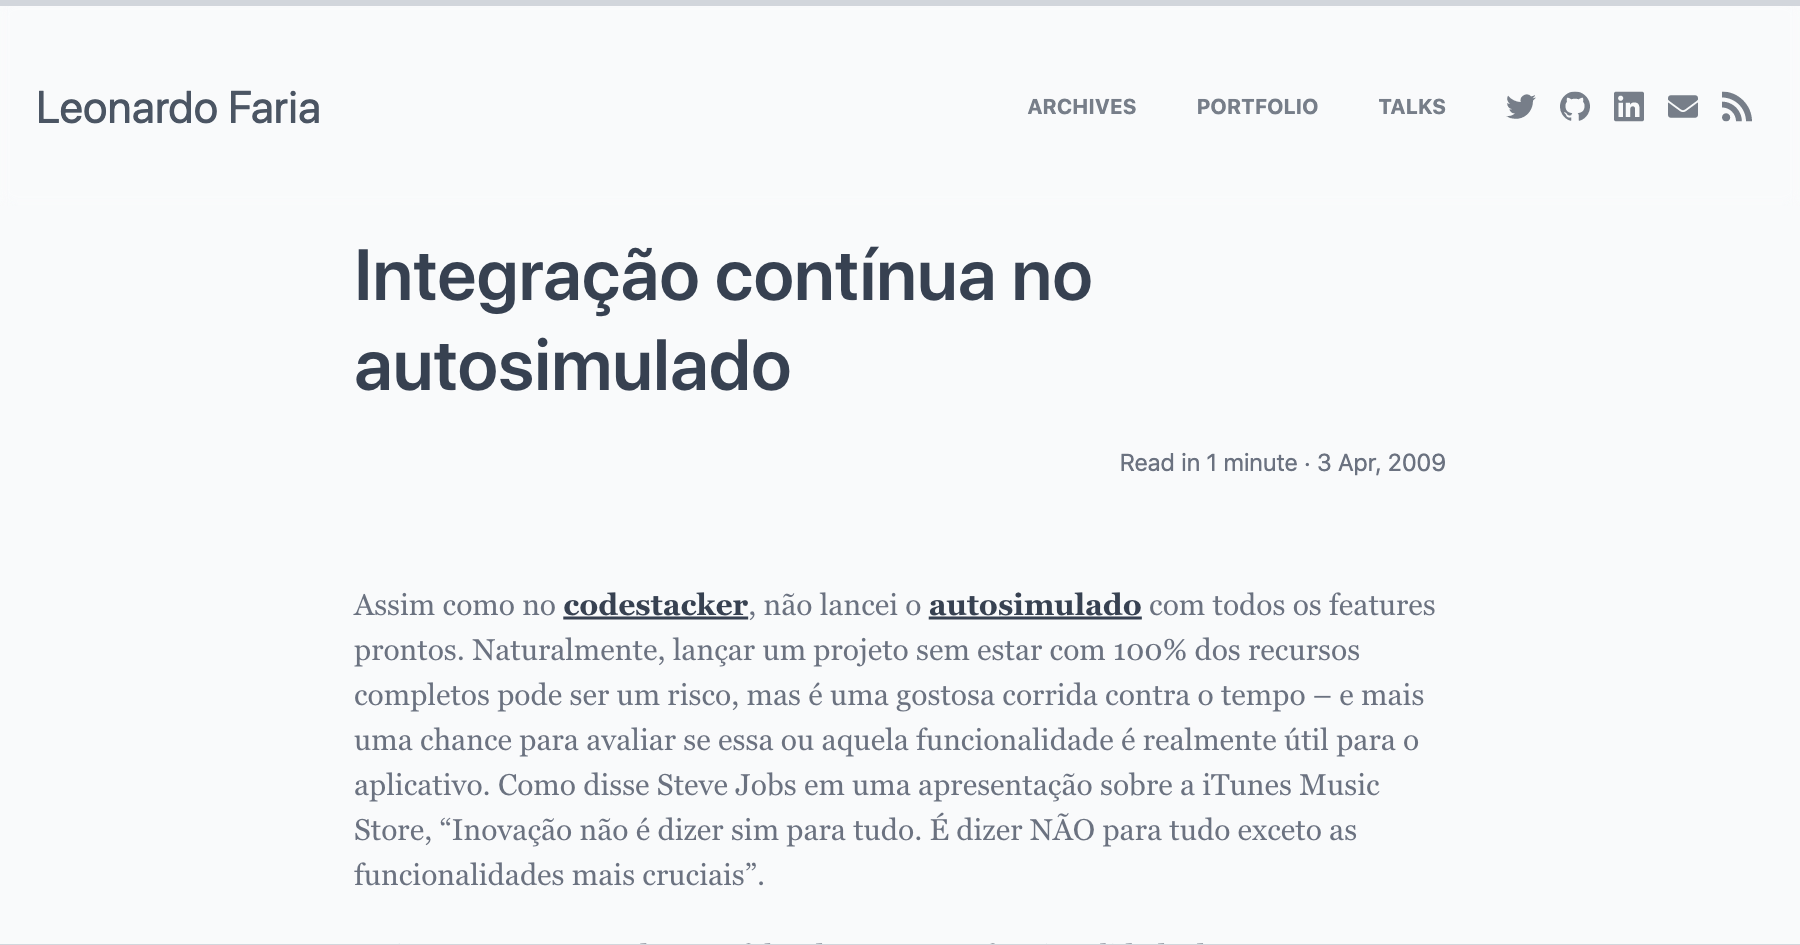 Leonardo Faria
ARCHIVES PORTFOLIO TALKS
Integração contínua no
autosimulado
Read in 1 minute · 3 Apr, 2009
Assim como no codestacker, não lancei o autosimulado com todos os features
prontos. Naturalmente, lançar um projeto sem estar com 100% dos recursos
completos pode ser um risco, mas é uma gostosa corrida contra o tempo – e mais
uma chance para avaliar se essa ou aquela funcionalidade é realmente útil para o
aplicativo. Como disse Steve Jobs em uma apresentação sobre a iTunes Music
Store, “Inovação não é dizer sim para tudo. É dizer NÃO para tudo exceto as
funcionalidades mais cruciais”.